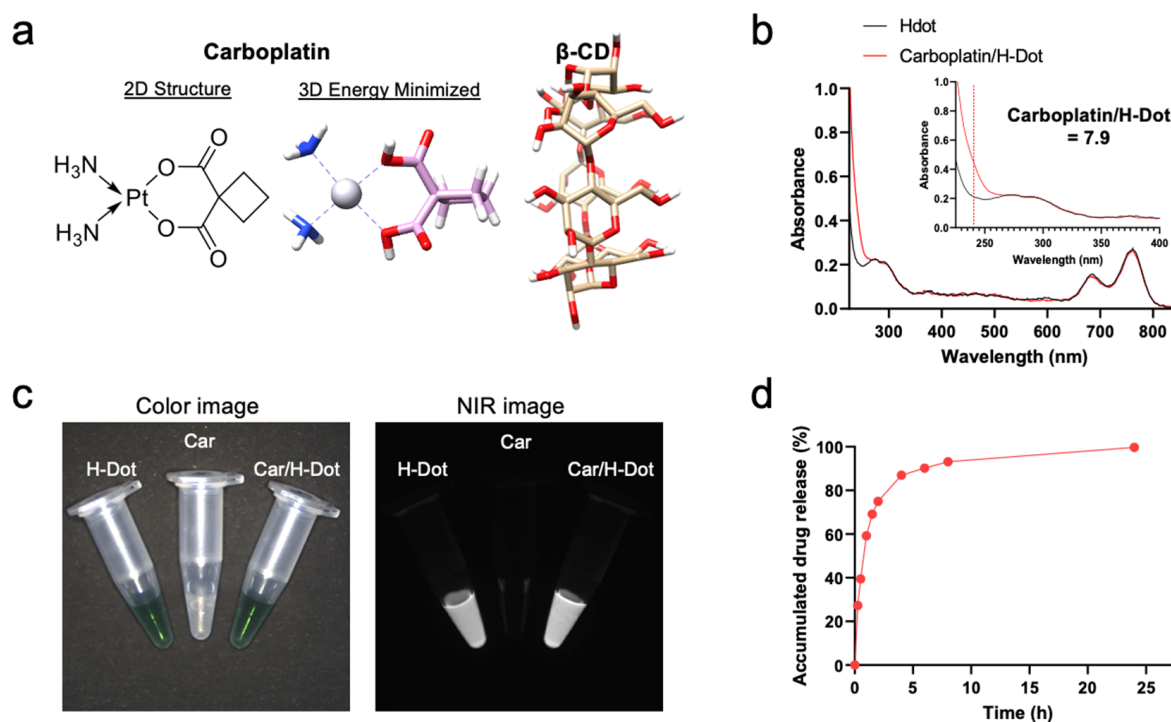 a
Carboplatin
2D Structure
3D Energy Minimized
β-CD
H₃N
H₃N
Pt
O
O
O
O
b
Hdot
Carboplatin/H-Dot
Absorbance
1.0
0.8
0.6
0.4
0.2
0.0
300 400 500 600 700 800
Wavelength (nm)
Absorbance
1.0
0.8
0.6
0.4
0.2
0.0
250 300 350 400
Wavelength (nm)
Carboplatin/H-Dot
= 7.9
c
Color image
H-Dot
Car
Car/H-Dot
NIR image
H-Dot
Car
Car/H-Dot
d
Accumulated drug release (%)
100
80
60
40
20
0
0 5 10 15 20 25
Time (h)